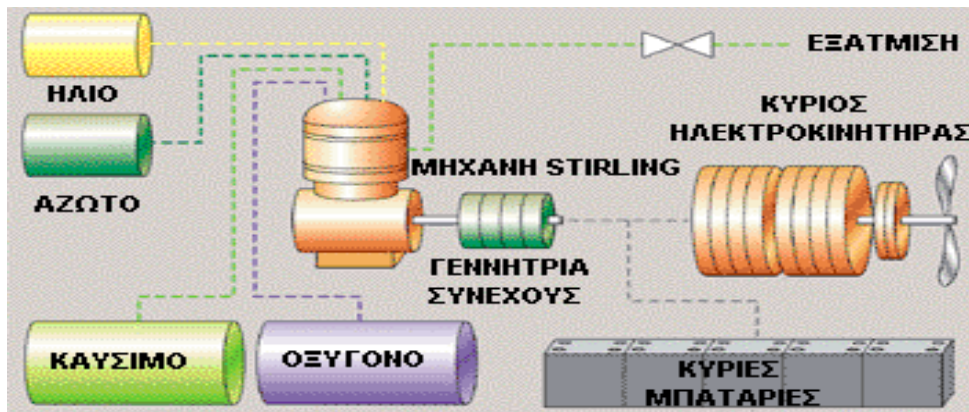 ΗΛΙΟ
ΑΖΩΤΟ
ΕΞΑΤΜΙΣΗ
ΚΥΡΙΟΣ
ΗΛΕΚΤΡΟΚΙΝΗΤΗΡΑΣ
ΜΗΧΑΝΗ STIRLING
ΓΕΝΝΗΤΡΙΑ
ΣΥΝΕΧΟΥΣ
ΚΑΥΣΙΜΟ
ΟΞΥΓΟΝΟ
ΚΥΡΙΕΣ
ΜΠΑΤΑΡΙΕΣ